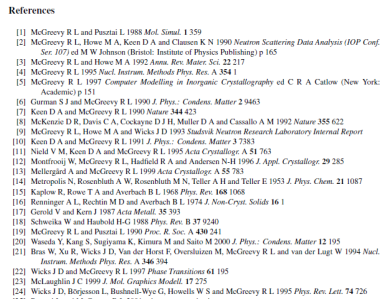 References
[1] McGreevy R L and Pusztai L 1988 Mol. Simul. 1 359
[2] McGreevy R L, Howe M A, Keen D A and Clausen K N 1990 Neutron Scattering Data Analysis (IOP Conf.
Ser. 107) ed M W Johnson (Bristol: Institute of Physics Publishing) p 165
[3] McGreevy R L and Howe M A 1992 Annu. Rev. Mater. Sci. 22 217
[4] McGreevy R L 1995 Nucl. Instrum. Methods Phys. Res. A 354 1
[5] McGreevy R L 1997 Computer Modelling in Inorganic Crystallography ed C R A Catlow (New York:
Academic) p 151
[6] Gurman S J and McGreevy R L 1990 J. Phys.: Condens. Matter 2 9463
[7] Keen D A and McGreevy R L 1990 Nature 344 423
[8] McKenzie D R, Davis C A, Cockayne D J H, Muller D A and Cassallo A M 1992 Nature 355 622
[9] McGreevy R L, Howe M A and Wicks J D 1993 Studsvik Neutron Research Laboratory Internal Report
[10] Keen D A and McGreevy R L 1991 J. Phys.: Condens. Matter 3 7383
[11] Nield V M, Keen D A and McGreevy R L 1995 Acta Crystallogr. A 51 763
[12] Montfrooij W, McGreevy R L, Hadfield R A and Andersen N-H 1996 J. Appl. Crystallogr. 29 285
[13] Mellergård A and McGreevy R L 1999 Acta Crystallogr. A 55 783
[14] Metropolis N, Rosenbluth A W, Rosenbluth M N, Teller A H and Teller E 1953 J. Phys. Chem. 21 1087
[15] Kaplow R, Rowe T A and Averbach B L 1968 Phys. Rev. 168 1068
[16] Renninger A L, Rechtin M D and Averbach B L 1974 J. Non-Cryst. Solids 16 1
[17] Gerold V and Kern J 1987 Acta Metall. 35 393
[18] Schweika W and Haubold H-G 1988 Phys. Rev. B 37 9240
[19] McGreevy R L and Pusztai L 1990 Proc. R. Soc. A 430 241
[20] Waseda Y, Kang S, Sugiyama K, Kimura M and Saito M 2000 J. Phys.: Condens. Matter 12 195
[21] Bras W, Xu R, Wicks J D, Van der Horst F, Oversluizen M, McGreevy R L and van der Lugt W 1994 Nucl.
Instrum. Methods Phys. Res. A 346 394
[22] Wicks J D and McGreevy R L 1997 Phase Transitions 61 195
[23] McLaughlin J C 1999 J. Mol. Graphics Modell. 17 275
[24] Wicks J D, Börjesson L, Bushnell-Wye G, Howells W S and McGreevy R L 1995 Phys. Rev. Lett. 74 726